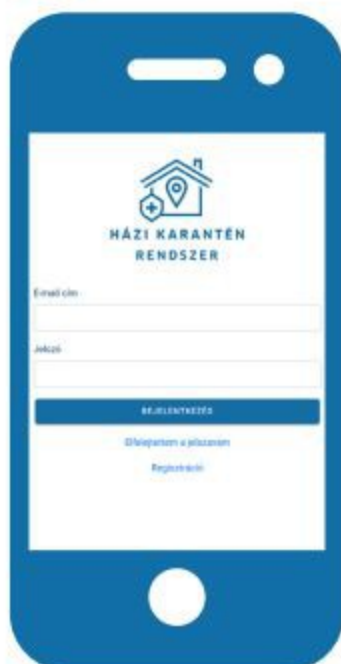 HÁZI KARANTÉN
RENDSZER
E-mail cím
Jelszó
BEJELENTKEZÉS
Elfelejtettem a jelszavam
Regisztráció